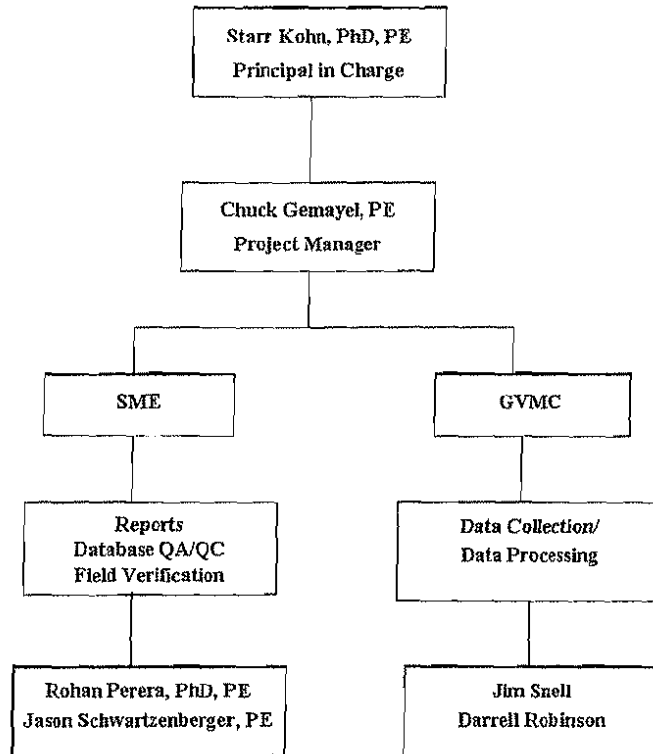 Starr Kohn, PhD, PE
Principal in Charge
Chuck Gemayel, PE
Project Manager
SME
GVMC
Reports
Database QA/QC
Field Verification
Data Collection/
Data Processing
Rohan Perera, PhD, PE
Jason Schwartzenberger, PE
Jim Snell
Darrell Robinson